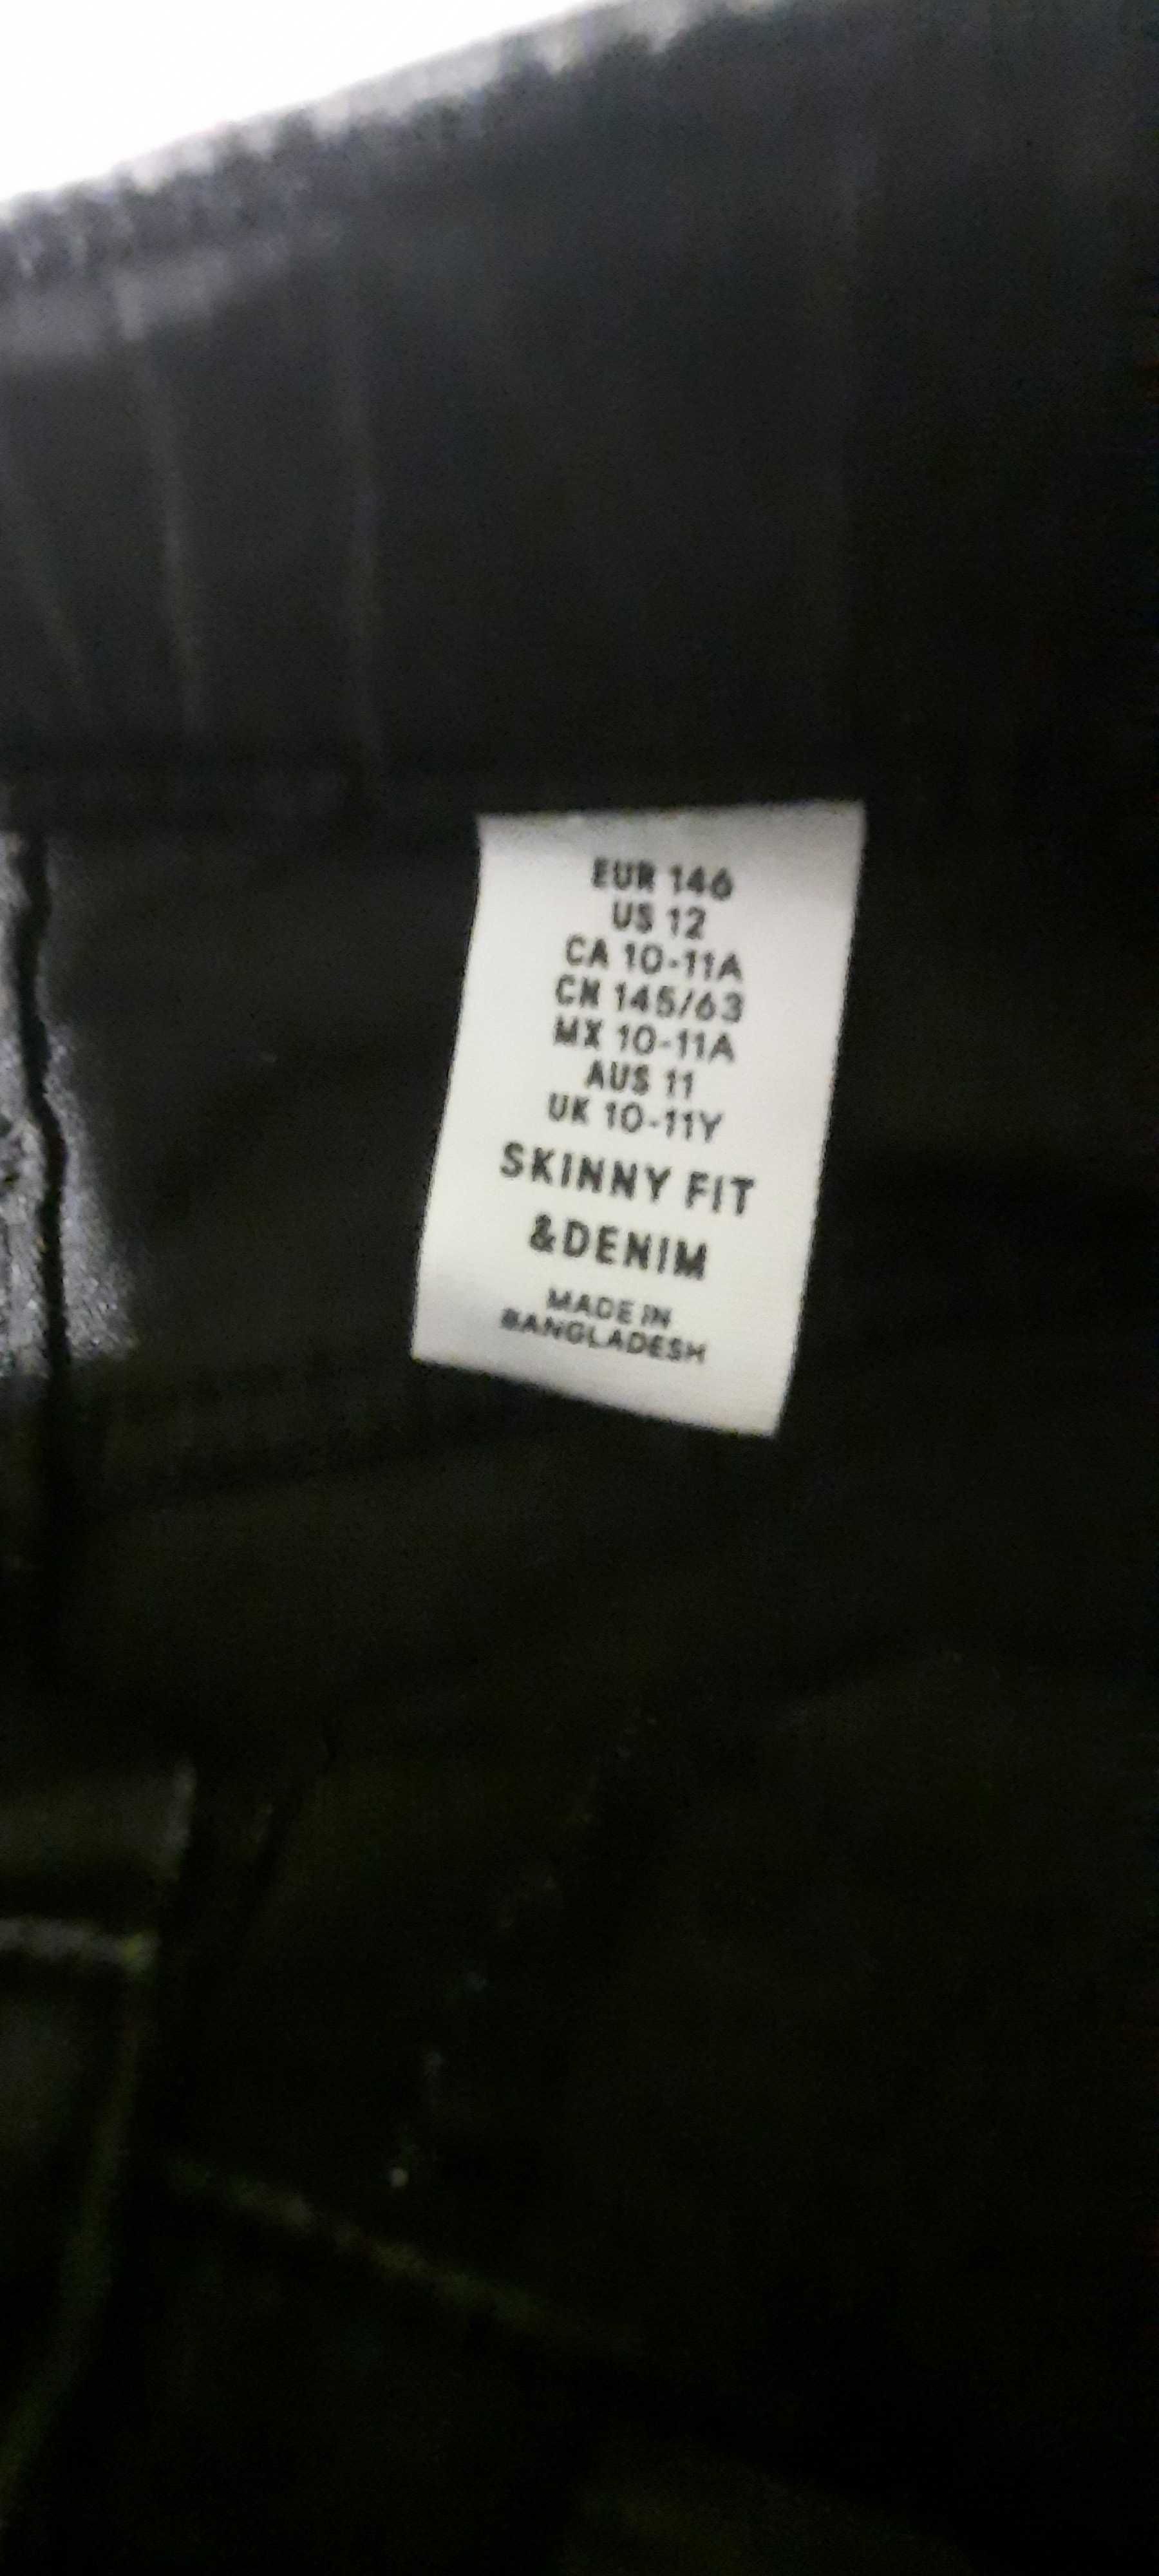 EUR 146
US 12
CA 10-11A
CN 145/63
MX 10-11A
AUS 11
UK 10-11Y
SKINNY FIT
&DENIM
MADE IN
BANGLADESH